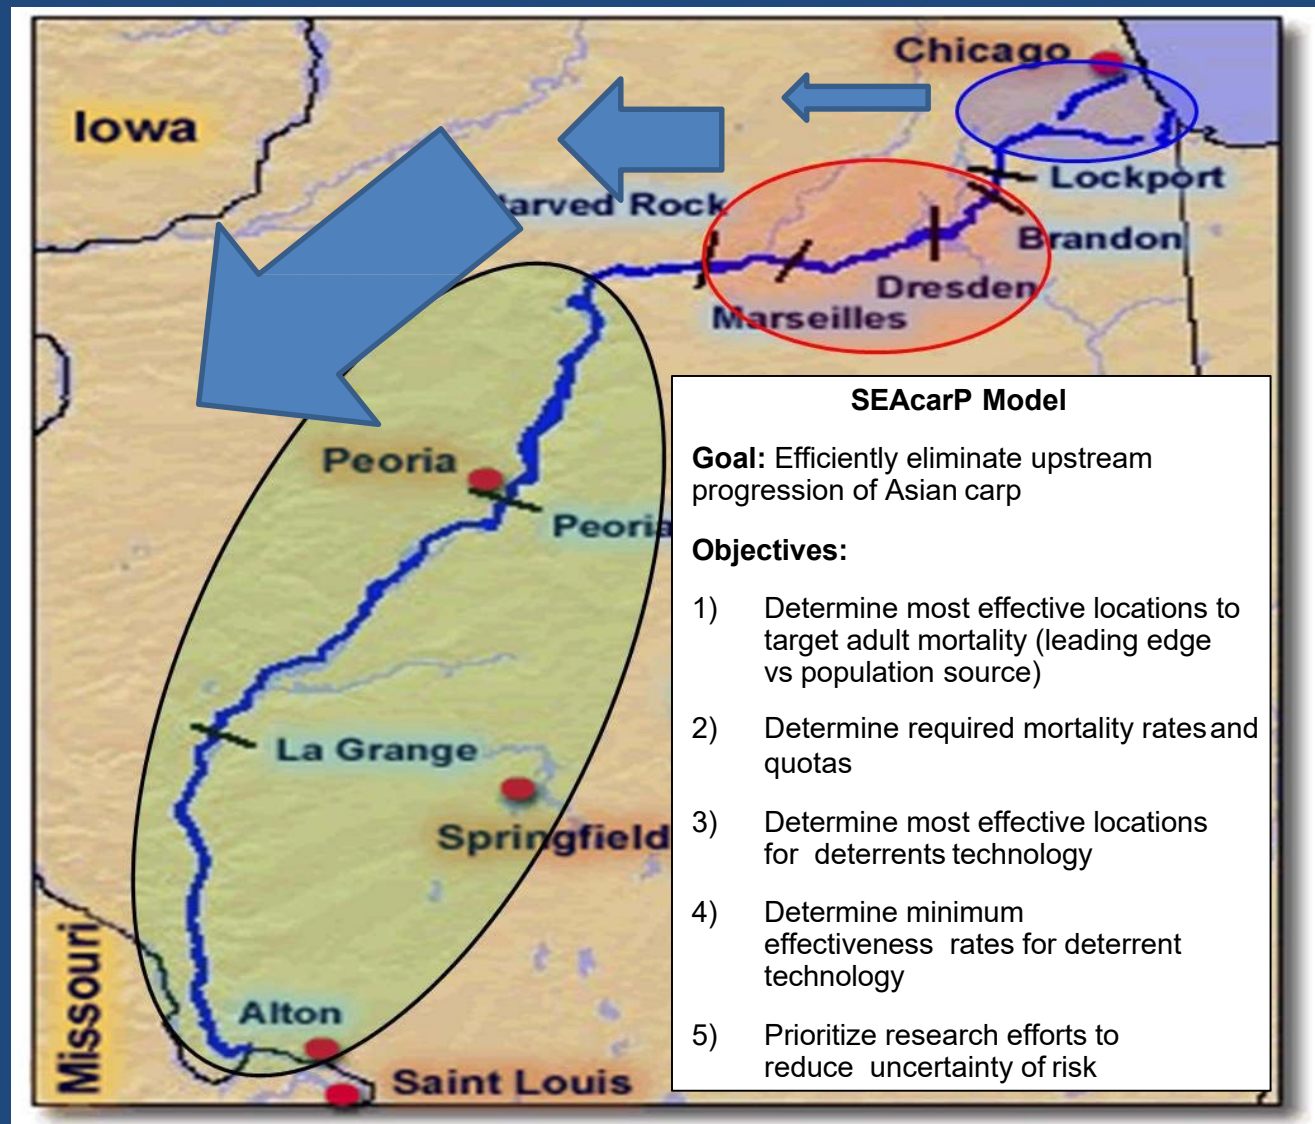 Chicago
Iowa
Lockport
arved Rock
Brandon
Dresden
Marseilles
Peoria
Peoria
La Grange
Springfield
Missouri
Alton
Saint Louis
SEAcarP Model
Goal: Efficiently eliminate upstream
progression of Asian carp
Objectives:
1) Determine most effective locations to
target adult mortality (leading edge
vs population source)
2) Determine required mortality rates and
quotas
3) Determine most effective locations
for deterrents technology
4) Determine minimum
effectiveness rates for deterrent
technology
5) Prioritize research efforts to
reduce uncertainty of risk